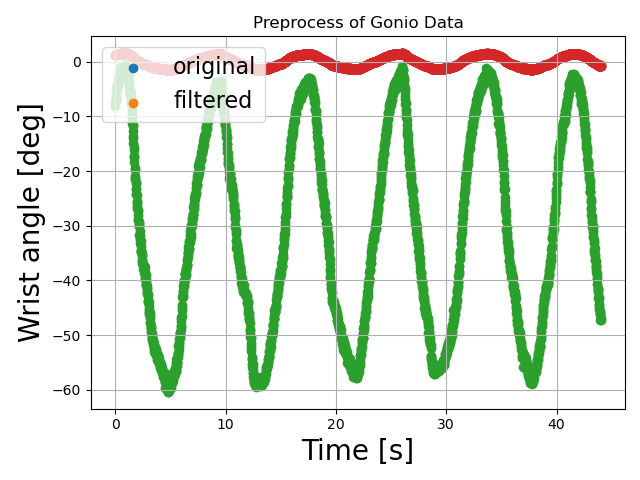 Preprocess of Gonio Data
original
filtered
Wrist angle [deg]
0
−10
−20
−30
−40
−50
−60
0
10
20
30
40
Time [s]